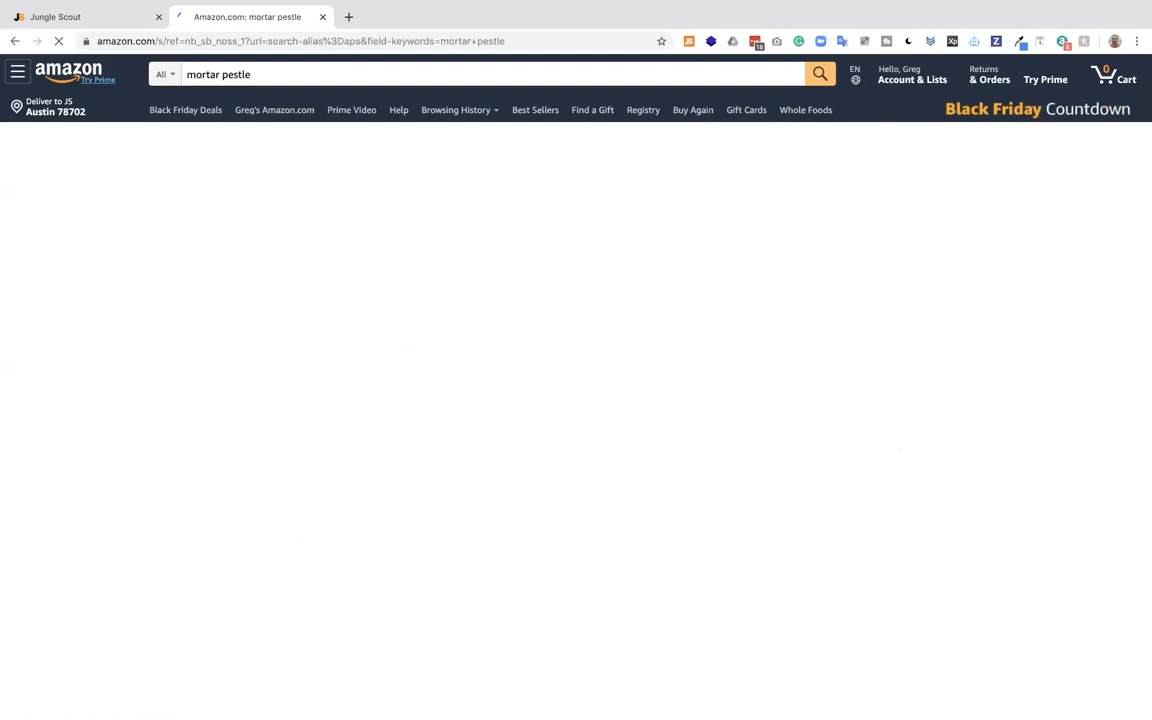 Jungle Scout
Amazon.com: mortar pestle
amazon.com/s/ref=nb_sb_noss_1?url=search-alias%3Daps&field-keywords=mortar+pestle
amazon
Try Prime
All
mortar pestle
EN
Hello, Greg
Account & Lists
Returns
& Orders
Try Prime
0
Cart
Deliver to JS
Austin 78702
Black Friday Deals
Greg's Amazon.com
Prime Video
Help
Browsing History
Best Sellers
Find a Gift
Registry
Buy Again
Gift Cards
Whole Foods
Black Friday Countdown